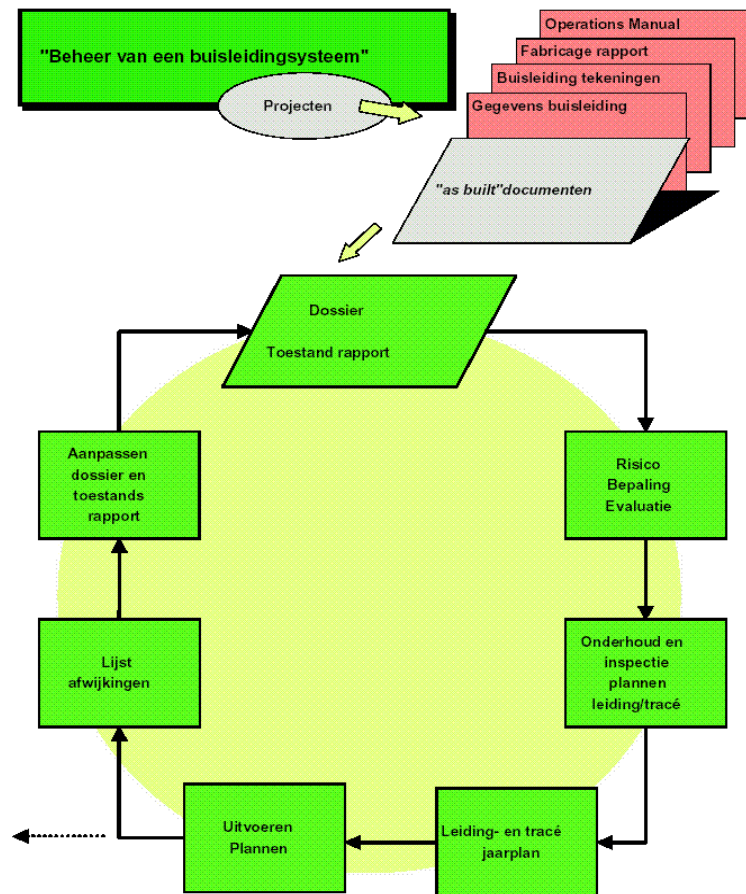 "Beheer van een buisleidingsysteem"
Projecten
Operations Manual
Fabricage rapport
Buisleiding tekeningen
Gegevens buisleiding
"as built"documenten
Dossier
Toestand rapport
Risico
Bepaling
Evaluatie
Onderhoud en
inspectie
plannen
leiding/tracé
Leiding- en tracé
jaarplan
Uitvoeren
Plannen
Lijst
afwijkingen
Aanpassen
dossier en
toestands
rapport